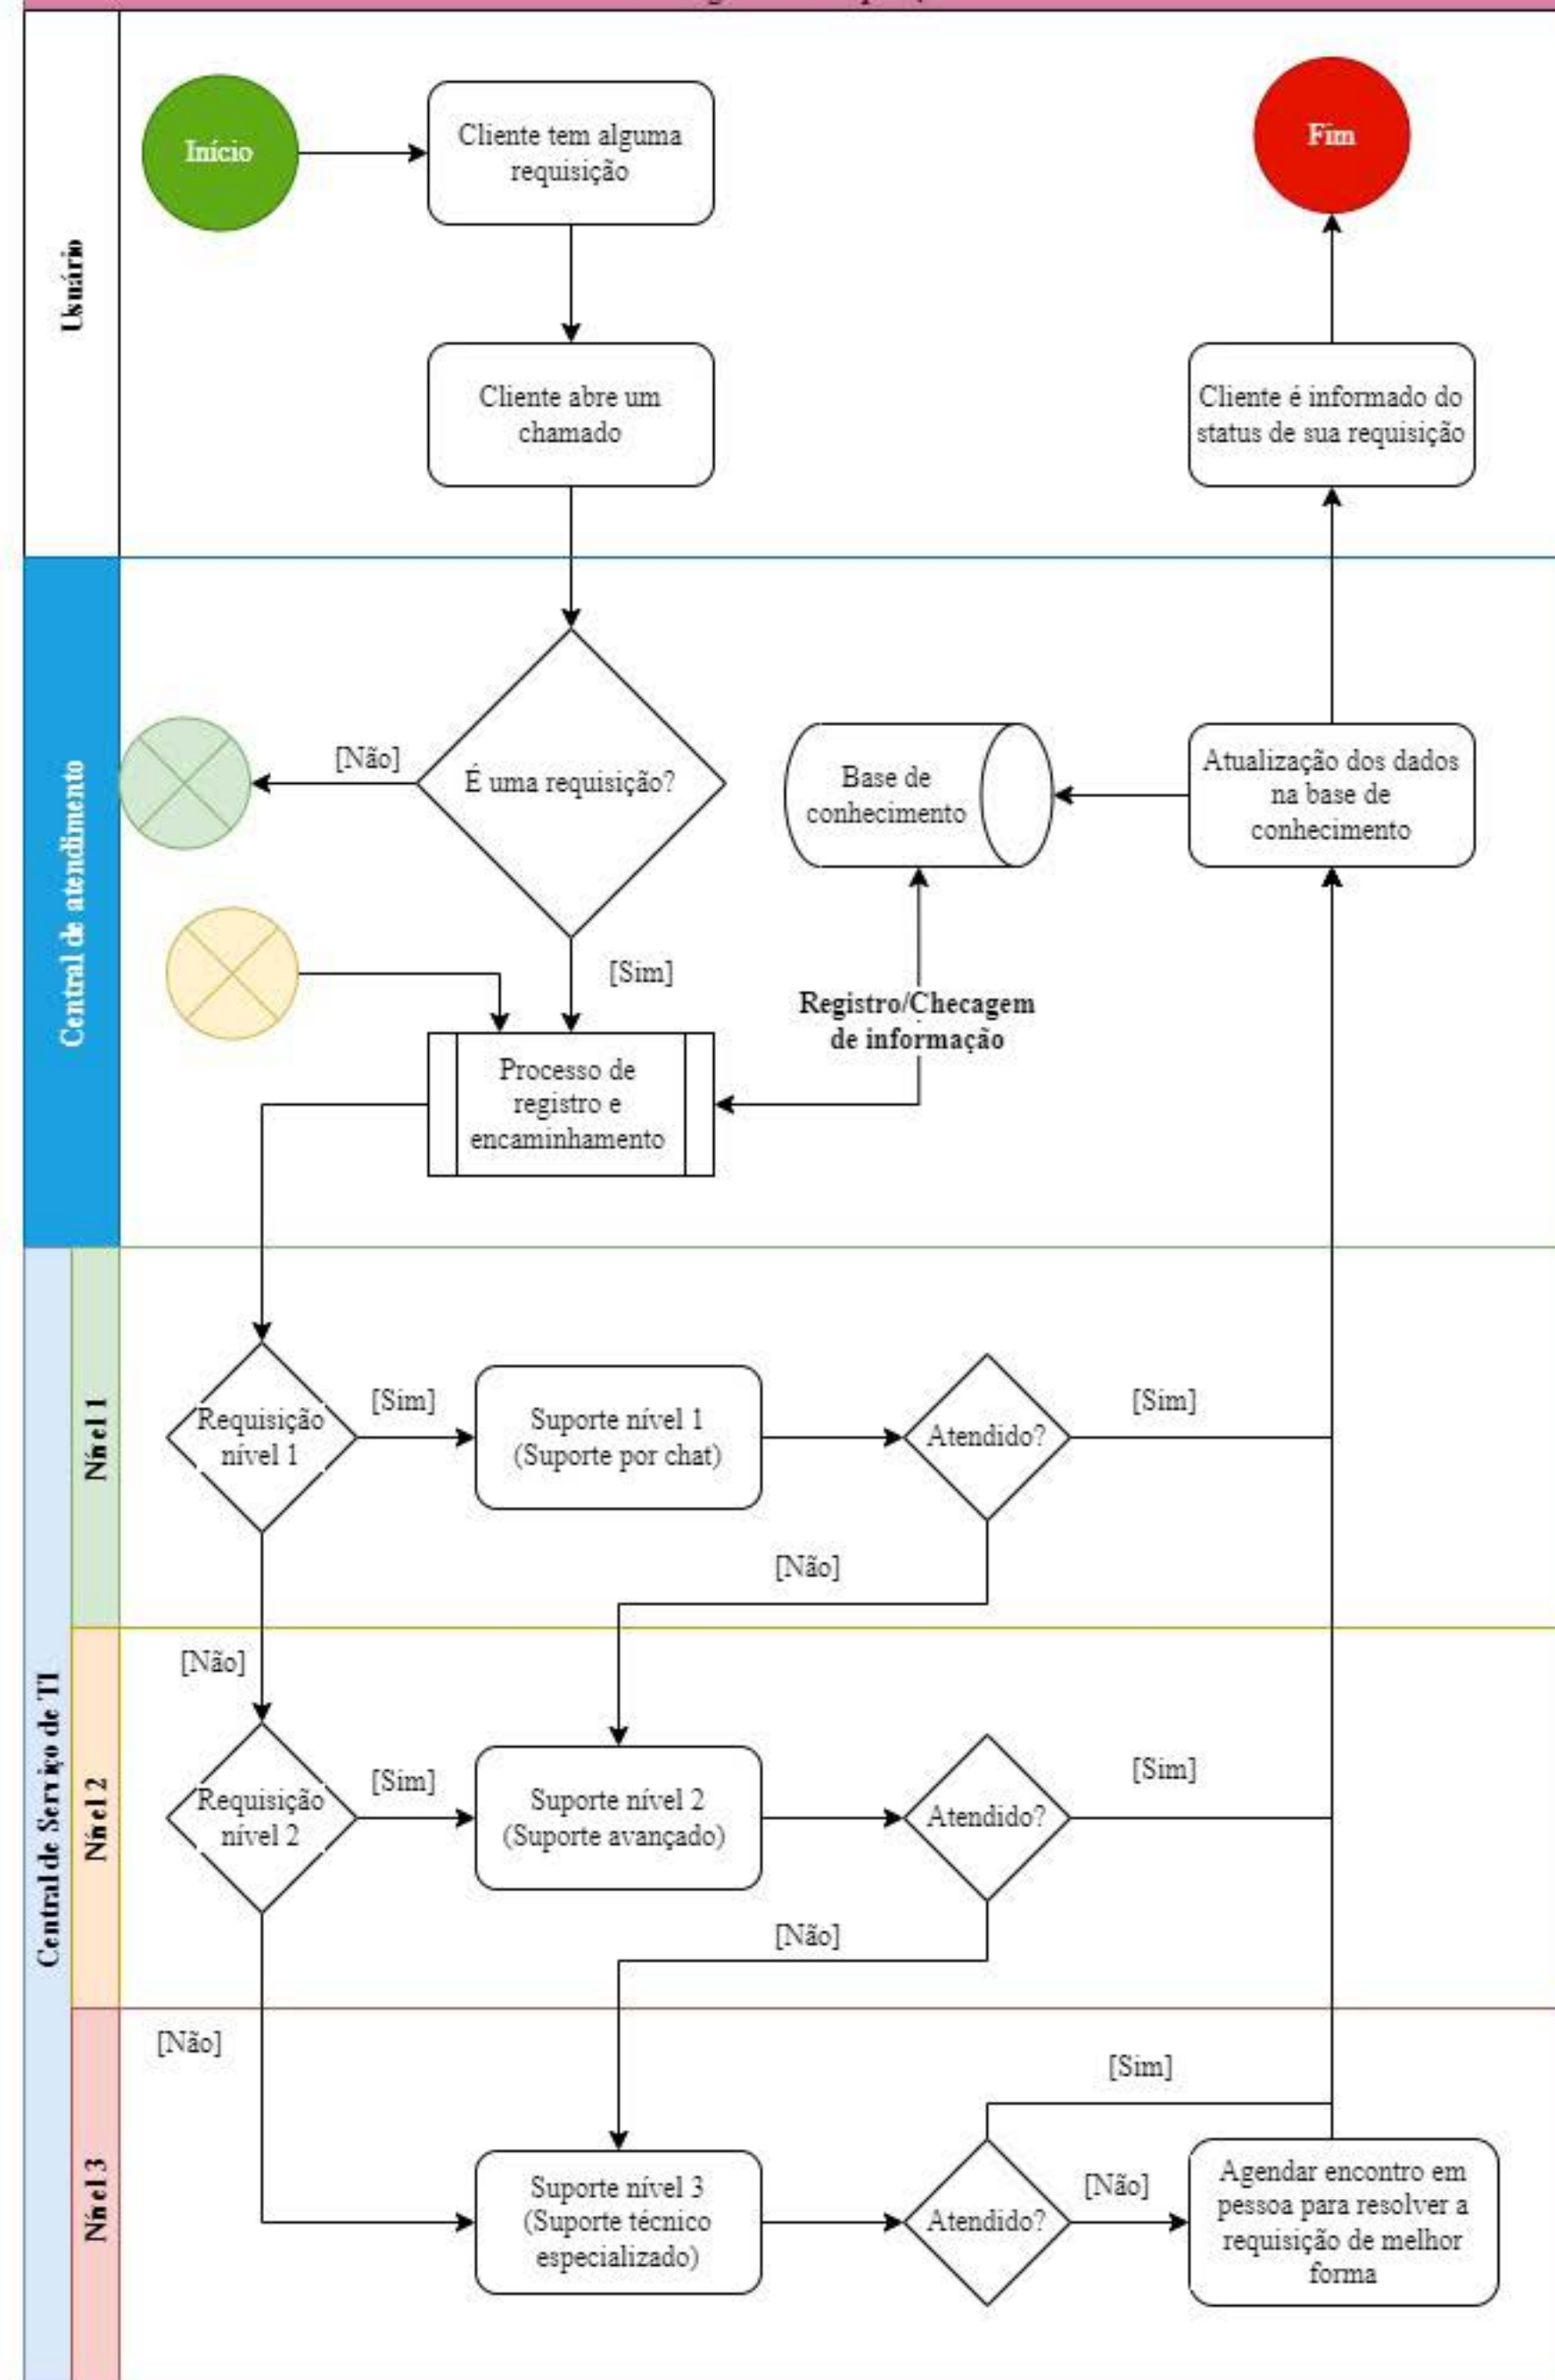 Usuário
Início
Cliente tem alguma
requisição
Fim
Cliente abre um
chamado
Cliente é informado do
status de sua requisição
Central de atendimento
[Não]
É uma requisição?
Base de
conhecimento
Atualização dos dados
na base de
conhecimento
[Sim]
Registro/Checagem
de informação
Processo de
registro e
encaminhamento
Central de Serviço de TI
Nível 1
Requisição
nível 1
[Sim]
Suporte nível 1
(Suporte por chat)
Atendido?
[Sim]
[Não]
Nível 2
[Não]
Requisição
nível 2
[Sim]
Suporte nível 2
(Suporte avançado)
Atendido?
[Sim]
[Não]
Nível 3
[Não]
[Sim]
Suporte nível 3
(Suporte técnico
especializado)
Atendido?
[Não]
Agendar encontro em
pessoa para resolver a
requisição de melhor
forma